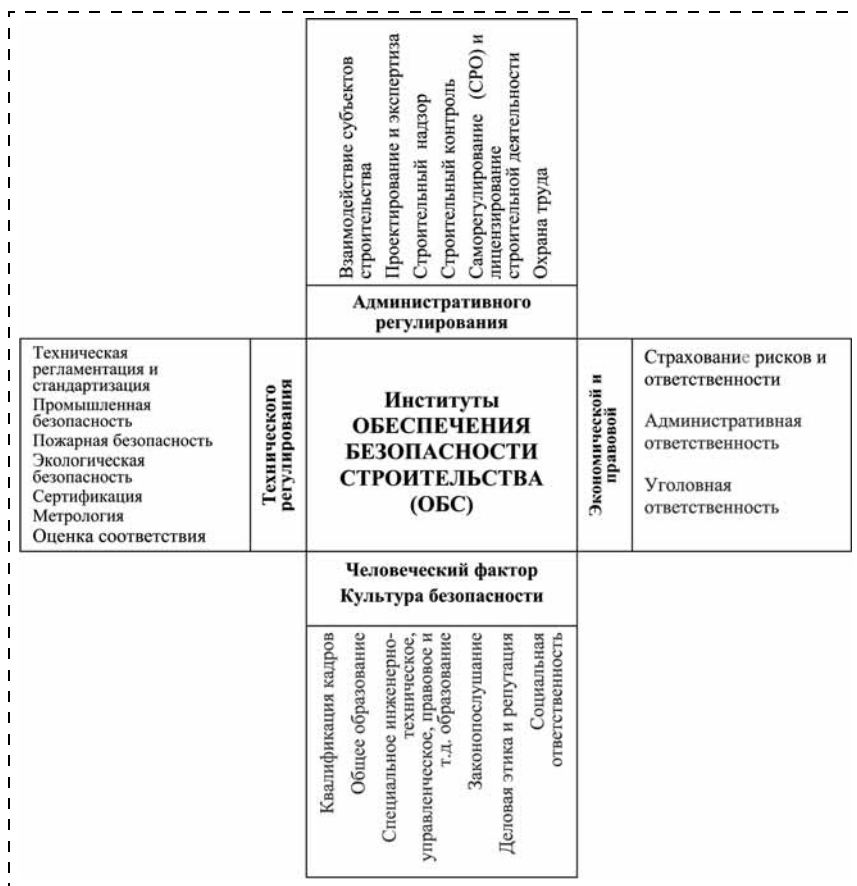 Взаимодействие субъектов
строительства
Проектирование и экспертиза
Строительный надзор
Строительный контроль
Саморегулирование (СРО) и
лицензирование
строительной деятельности
Охрана труда
Административного
регулирования
Техническая
регламентация и
стандартизация
Промышленная
безопасность
Пожарная безопасность
Экологическая
безопасность
Сертификация
Метрология
Оценка соответствия
Технического
регулирования
Институты
ОБЕСПЕЧЕНИЯ
БЕЗОПАСНОСТИ
СТРОИТЕЛЬСТВА
(ОБС)
Экономической и
правовой
Страхование рисков и
ответственности
Административная
ответственность
Уголовная
ответственность
Человеческий фактор
Культура безопасности
Квалификация кадров
Общее образование
Специальное инженерно-
техническое,
управленческое, правовое и
т.д. образование
Законопослушание
Деловая этика и репутация
Социальная
ответственность